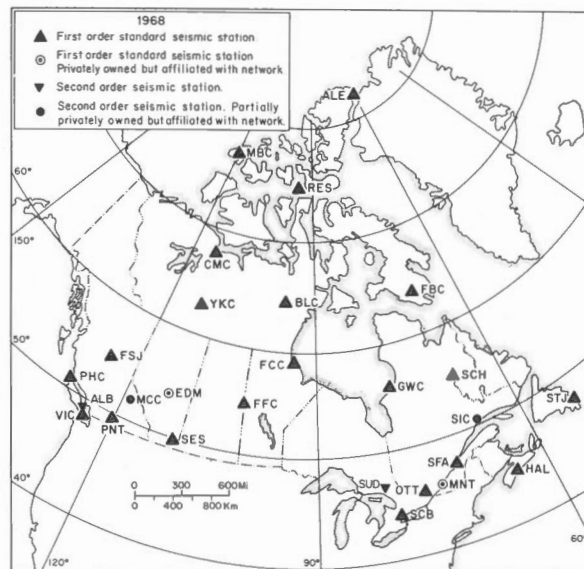 1968
First order standard seismic station
First order standard seismic station
Privately owned but affiliated with network
Second order seismic station.
Second order seismic station. Partially
privately owned but affiliated with network.
ALE
MBC
RES
60°
150°
CMC
FBC
YKC
BLC
50°
FSJ
FCC
SCH
PHC
GWC
ALB
MCC
EDM
FFC
STJ
VIC
SIC
PNT
SES
SFA
HAL
40°
0 200 400 600Mi
0 400 800Km
SUD
OTT
MNT
SCB
120°
90°
60°